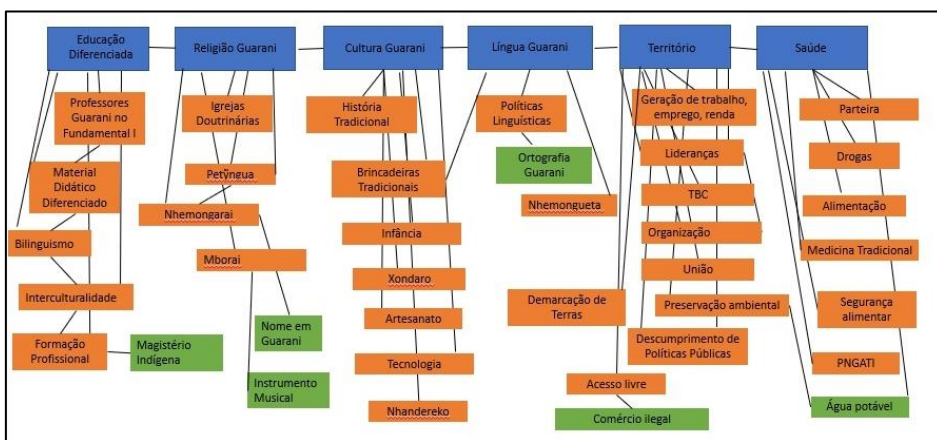 Educação
Diferenciada
Religião Guarani
Cultura Guarani
Língua Guarani
Território
Saúde
Professores
Guarani no
Fundamental I
Material
Didático
Diferenciado
Bilinguismo
Interculturalidade
Formação
Profissional
Magistério
Indígena
Igrejas
Doutrinárias
Petỹngua
Nhemongarai
Mborai
Nome em
Guarani
Instrumento
Musical
História
Tradicional
Brincadeiras
Tradicionais
Infância
Xondaro
Artesanato
Tecnologia
Nhandereko
Políticas
Linguísticas
Ortografia
Guarani
Nhemongueta
Geração de trabalho,
emprego, renda
Lideranças
TBC
Organização
União
Preservação ambiental
Demarcação de
Terras
Descumprimento de
Políticas Públicas
Acesso livre
Comércio ilegal
Parteira
Drogas
Alimentação
Medicina Tradicional
Segurança
alimentar
PNGATI
Água potável